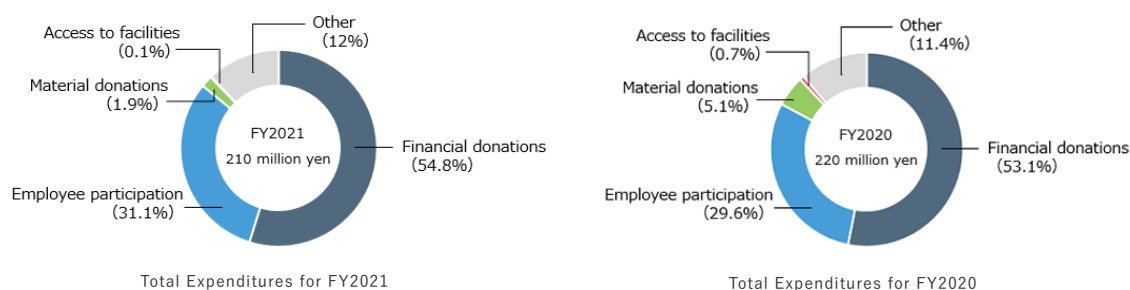 Other
(12%)
Access to facilities
(0.1%)
Material donations
(1.9%)
FY2021
210 million yen
Financial donations
(54.8%)
Employee participation
(31.1%)
Total Expenditures for FY2021
Other
(11.4%)
Access to facilities
(0.7%)
Material donations
(5.1%)
FY2020
220 million yen
Financial donations
(53.1%)
Employee participation
(29.6%)
Total Expenditures for FY2020